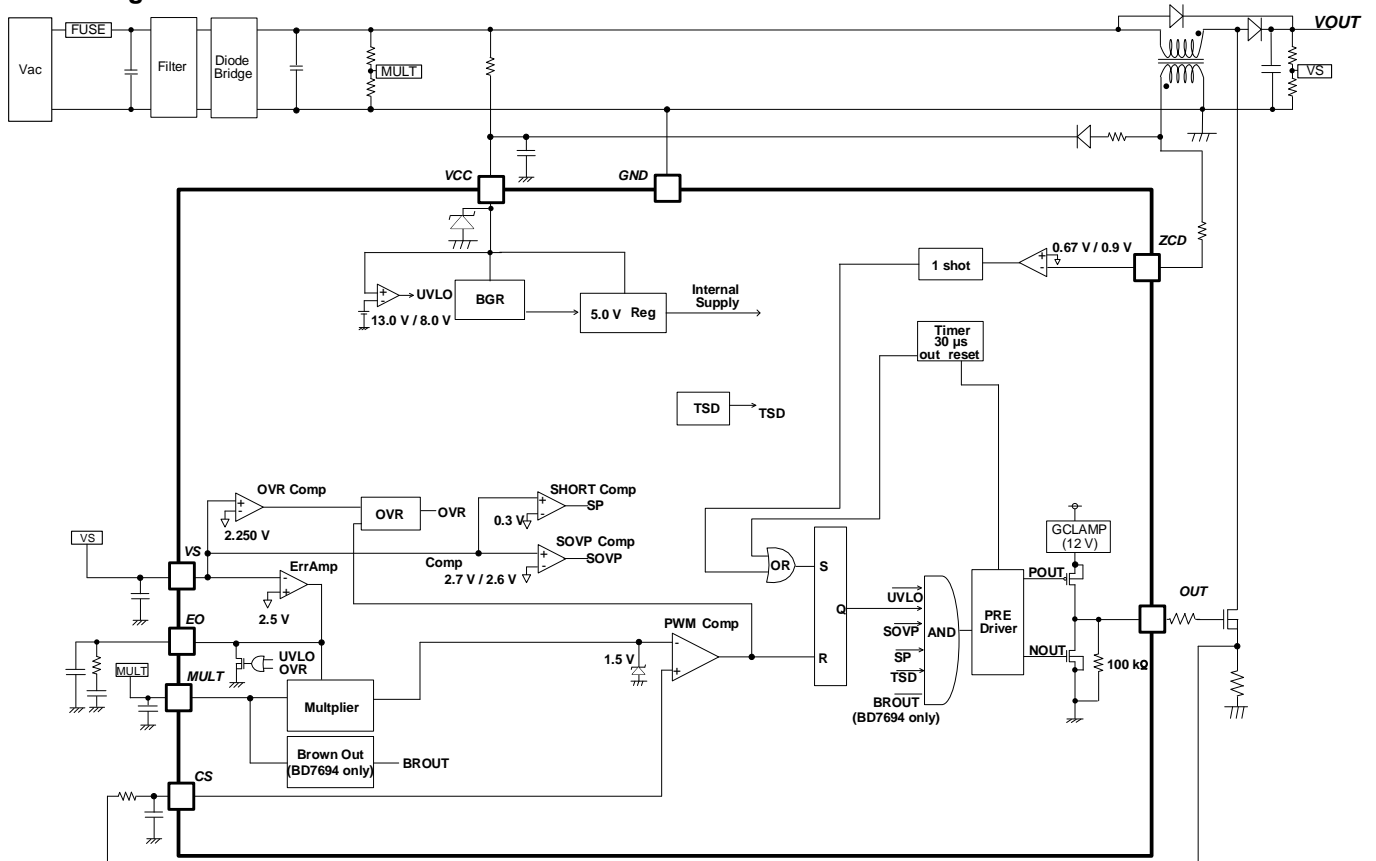 FUSE
VOUT
Vac
Filter
Diode
Bridge
MULT
VS
VCC
GND
ZCD
0.67 V / 0.9 V
1 shot
UVLO
BGR
5.0 V Reg
Internal
Supply
13.0 V / 8.0 V
Timer
30 µs
out reset
TSD
TSD
OVR Comp
OVR
OVR
2.250 V
SHORT Comp
SP
0.3 V
SOVP Comp
SOVP
Comp
2.7 V / 2.6 V
VS
VS
ErrAmp
2.5 V
EO
UVLO
OVR
MULT
MULT
Multplier
Brown Out
(BD7694 only)
BROUT
CS
PWM Comp
1.5 V
OR
S
Q
R
UVLO
SOVP
SP
TSD
BROUT
(BD7694 only)
AND
PRE
Driver
GCLAMP
(12 V)
POUT
NOUT
100 kΩ
OUT